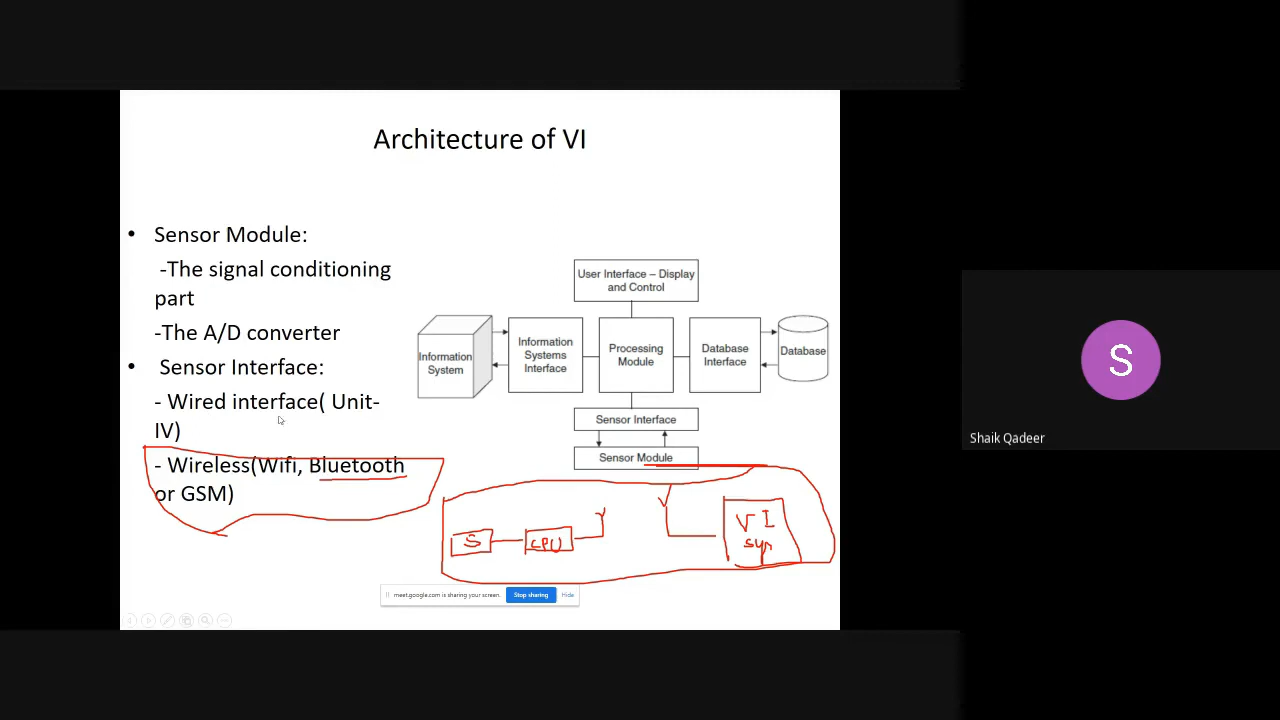 Architecture of VI
• Sensor Module:
-The signal conditioning
part
-The A/D converter
• Sensor Interface:
- Wired interface( Unit-
IV)
- Wireless(Wifi, Bluetooth
or GSM)
User Interface – Display
and Control
Information
System
Information
Systems
Interface
Processing
Module
Database
Interface
Database
Sensor Interface
Sensor Module
S
CPU
VI
sys
meet.google.com is sharing your screen.
Stop sharing
Hide
S
Shaik Qadeer